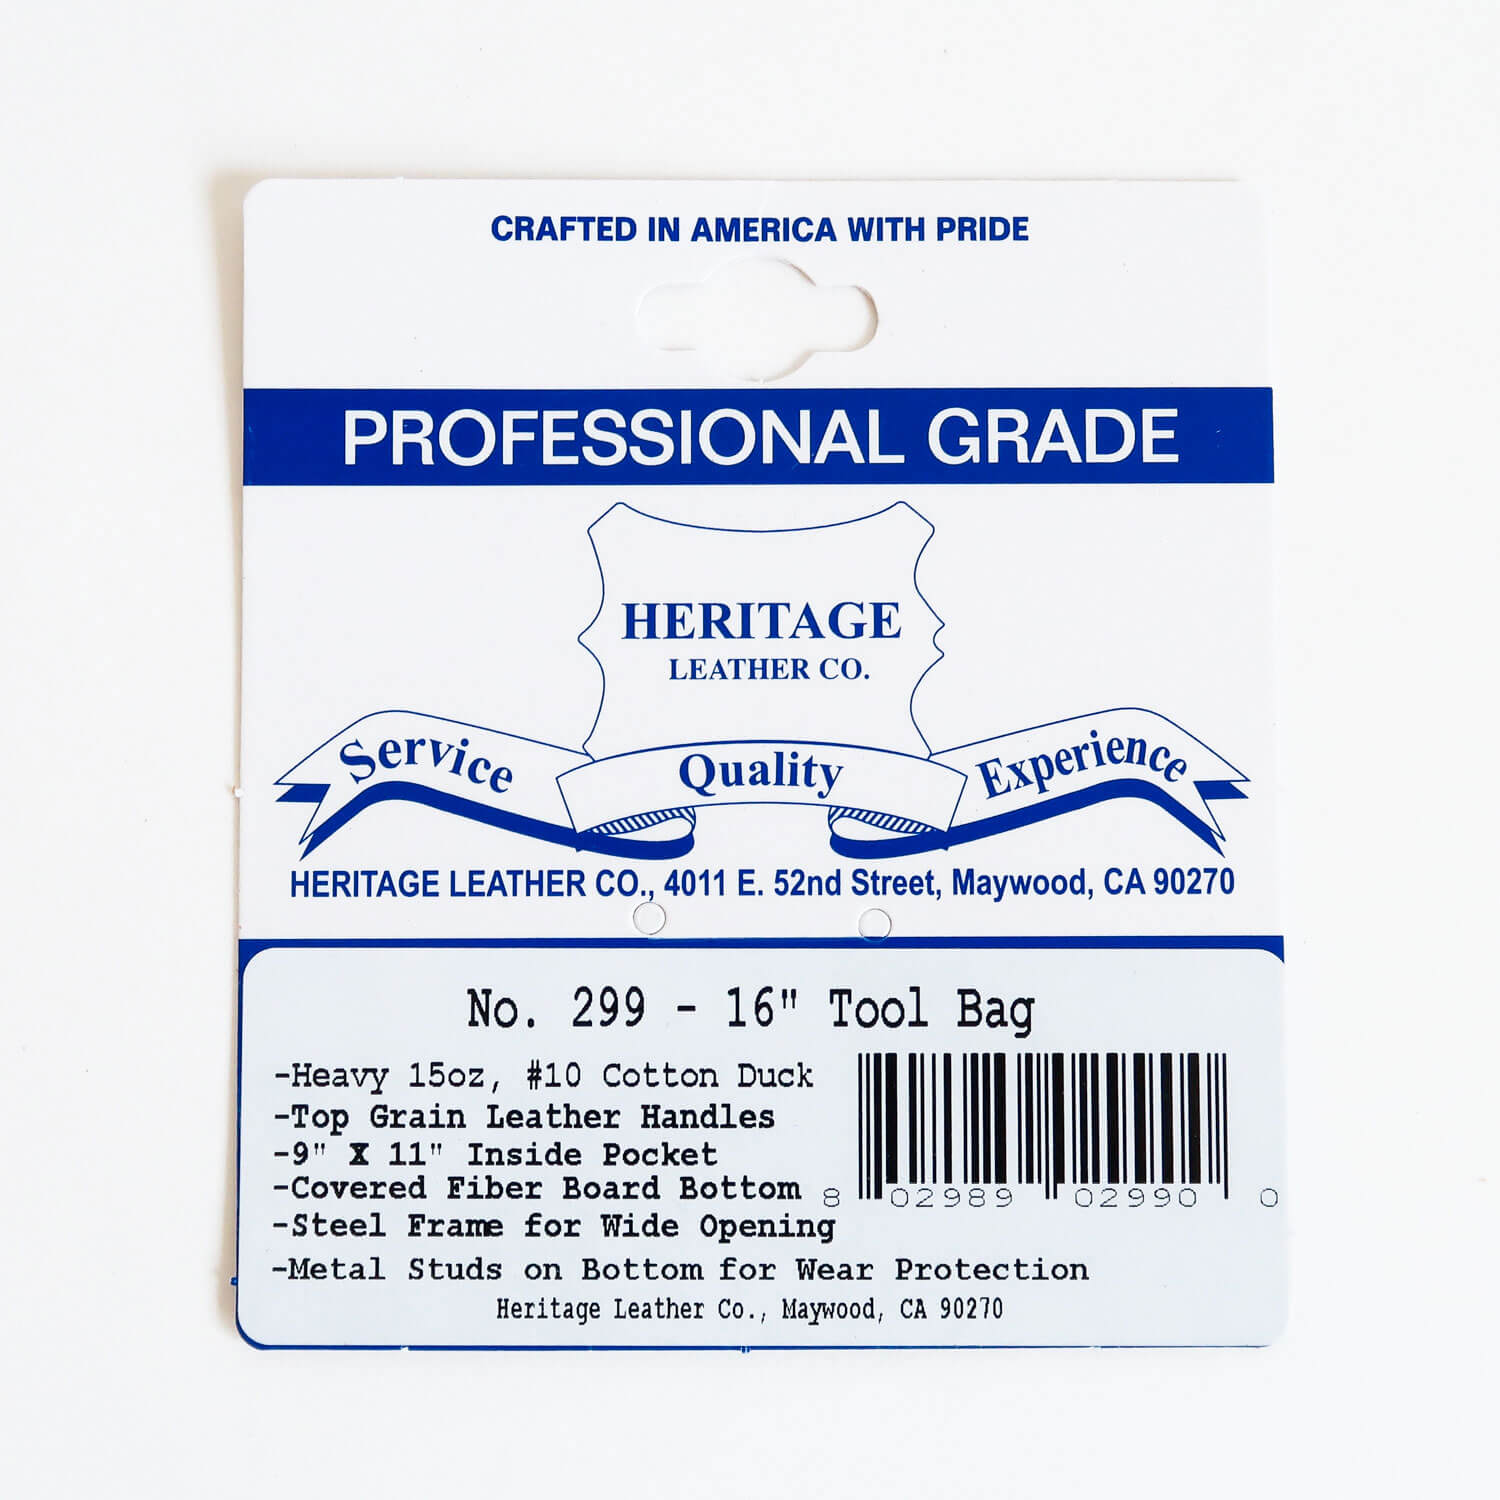 CRAFTED IN AMERICA WITH PRIDE
PROFESSIONAL GRADE
HERITAGE
LEATHER CO.
Service Quality Experience
HERITAGE LEATHER CO., 4011 E. 52nd Street, Maywood, CA 90270
No. 299 - 16" Tool Bag
-Heavy 15oz, #10 Cotton Duck
-Top Grain Leather Handles
-9" X 11" Inside Pocket
-Covered Fiber Board Bottom
8 02989 02990 0
-Steel Frame for Wide Opening
-Metal Studs on Bottom for Wear Protection
Heritage Leather Co., Maywood, CA 90270